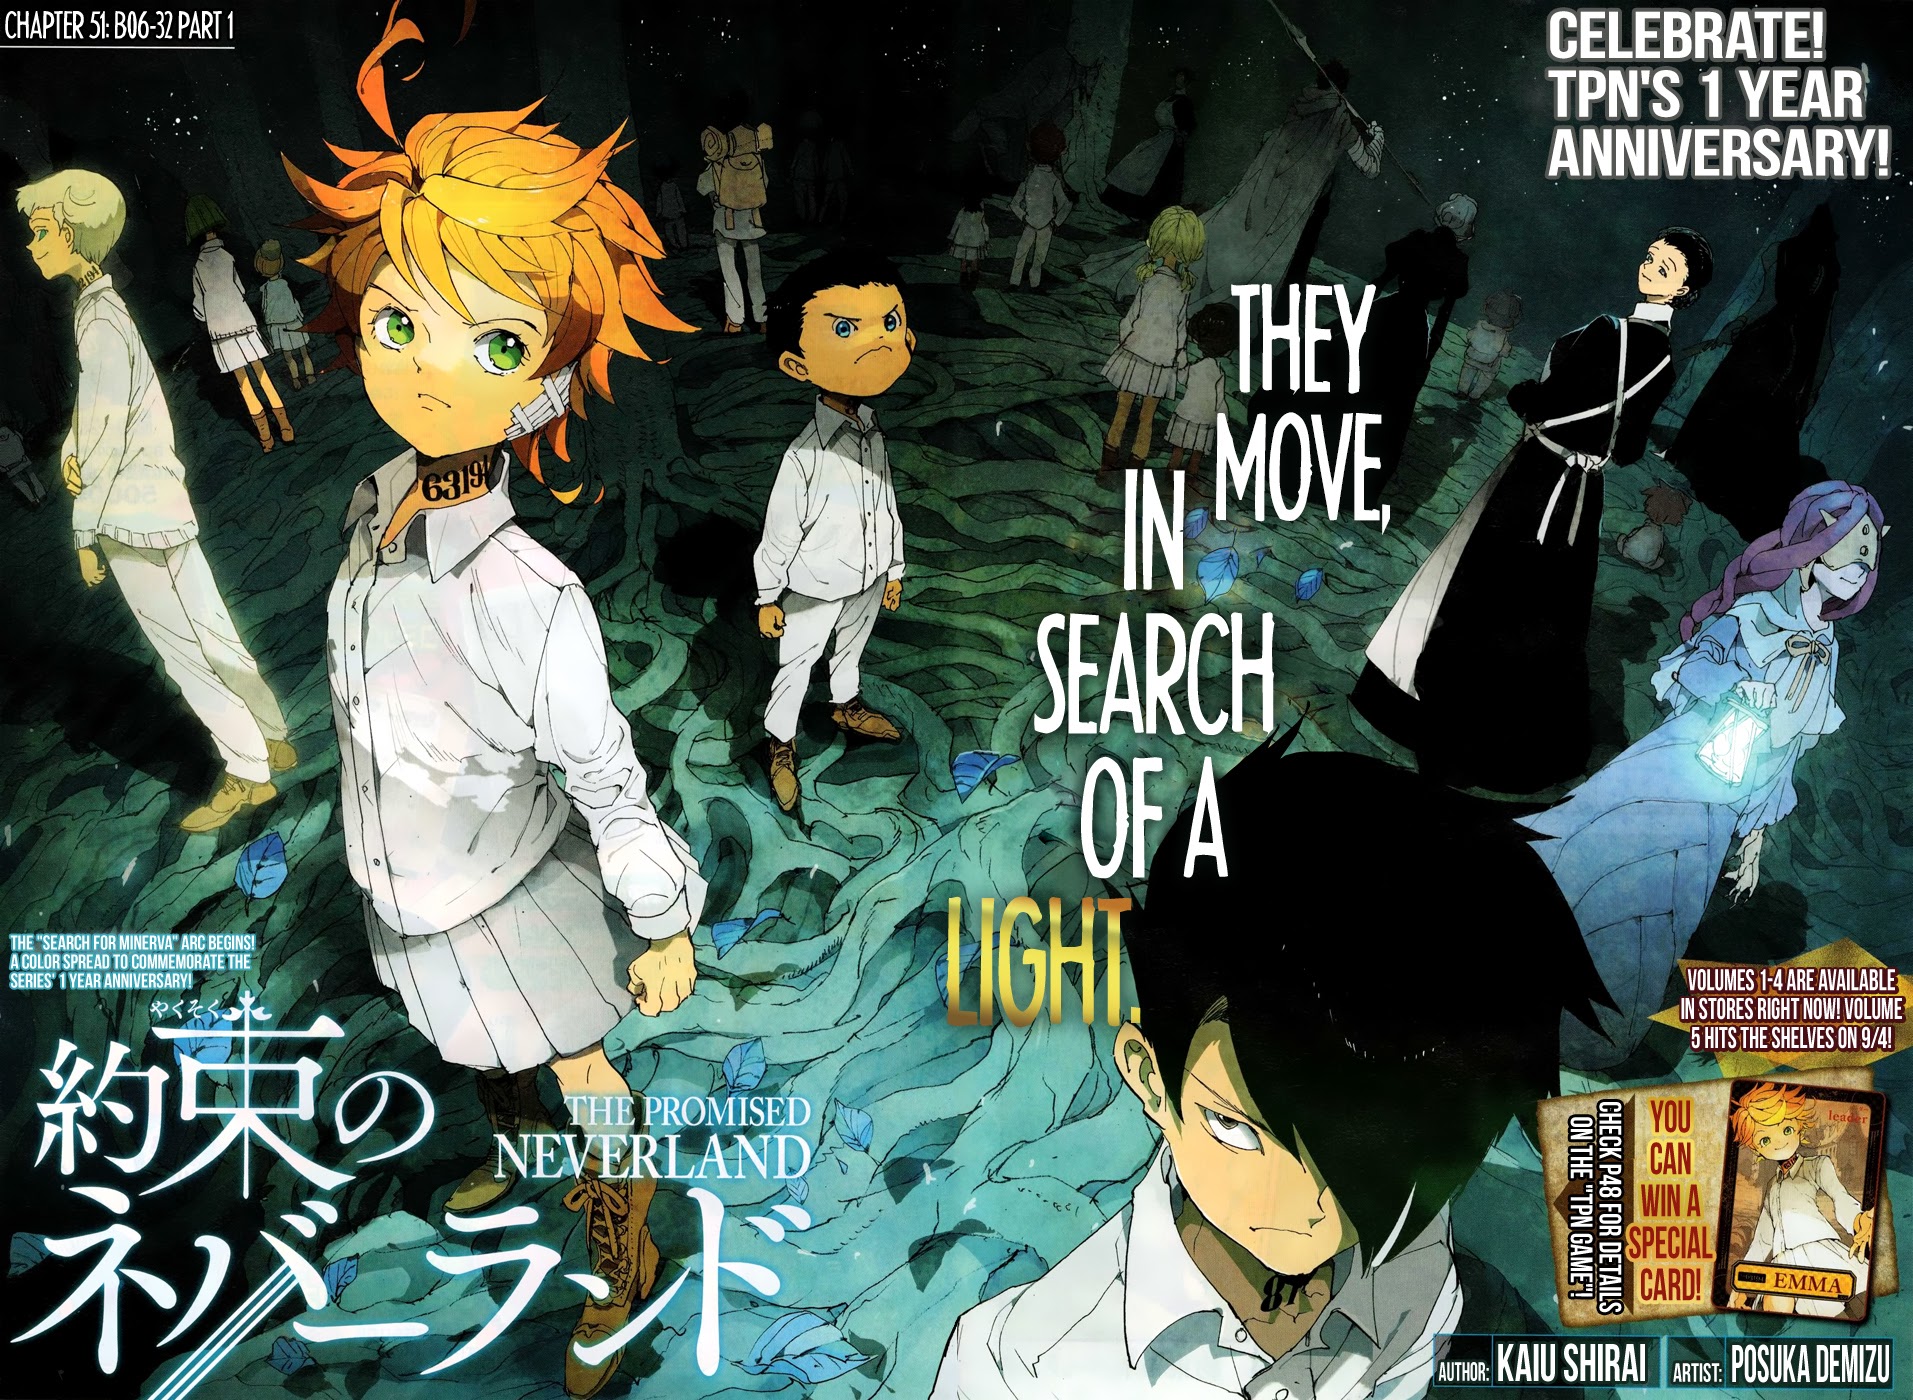 CHAPTER 51: B06-32 PART 1
CELEBRATE!
TPN'S 1 YEAR
ANNIVERSARY!
3194
63194
THEY
MOVE,
IN
SEARCH
OF A
LIGHT.
THE "SEARCH FOR MINERVA" ARC BEGINS!
A COLOR SPREAD TO COMMEMORATE THE
SERIES' 1 YEAR ANNIVERSARY!
やくそく
約束の
ネバーランド
THE PROMISED
NEVERLAND
81
VOLUMES 1-4 ARE AVAILABLE
IN STORES RIGHT NOW! VOLUME
5 HITS THE SHELVES ON 9/4!
YOU
CAN
WIN A
SPECIAL
CARD!
CHECK P48 FOR DETAILS
ON THE "TPN GAME"!
leader
EMMA
AUTHOR: KAIU SHIRAI
ARTIST: POSUKA DEMIZU